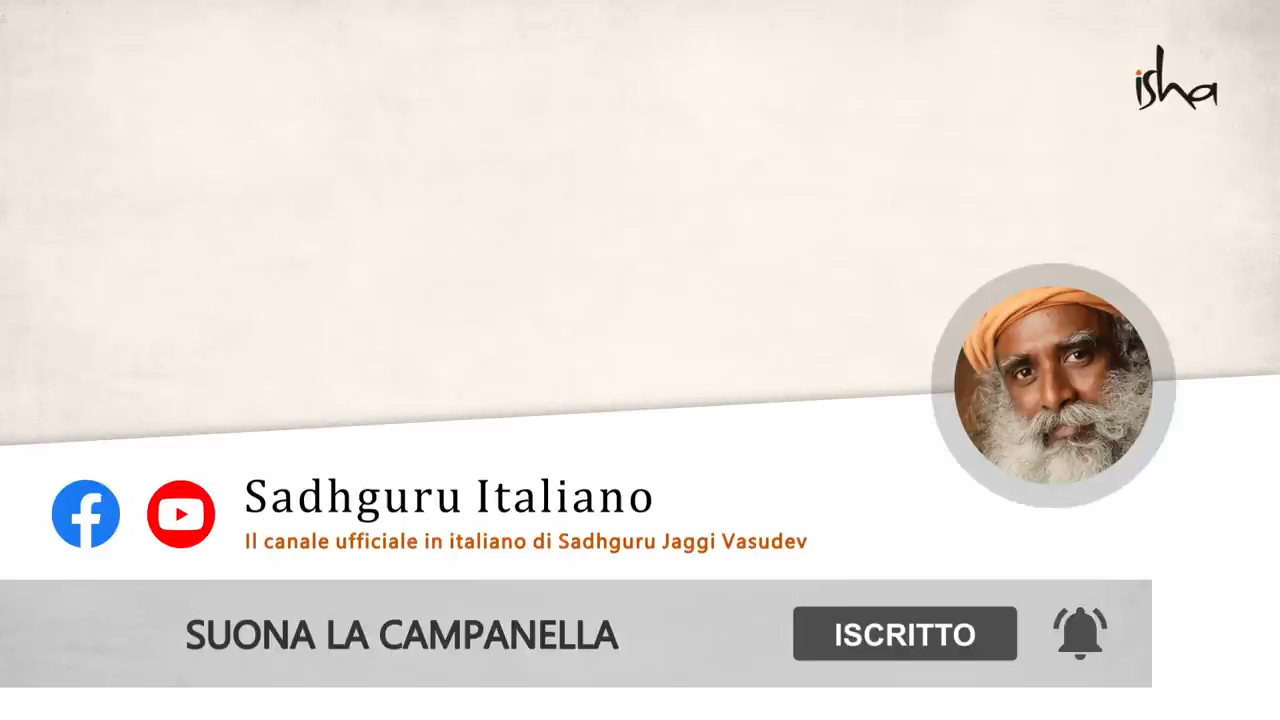 isha
Sadhguru Italiano
Il canale ufficiale in italiano di Sadhguru Jaggi Vasudev
SUONA LA CAMPANELLA
ISCRITTO